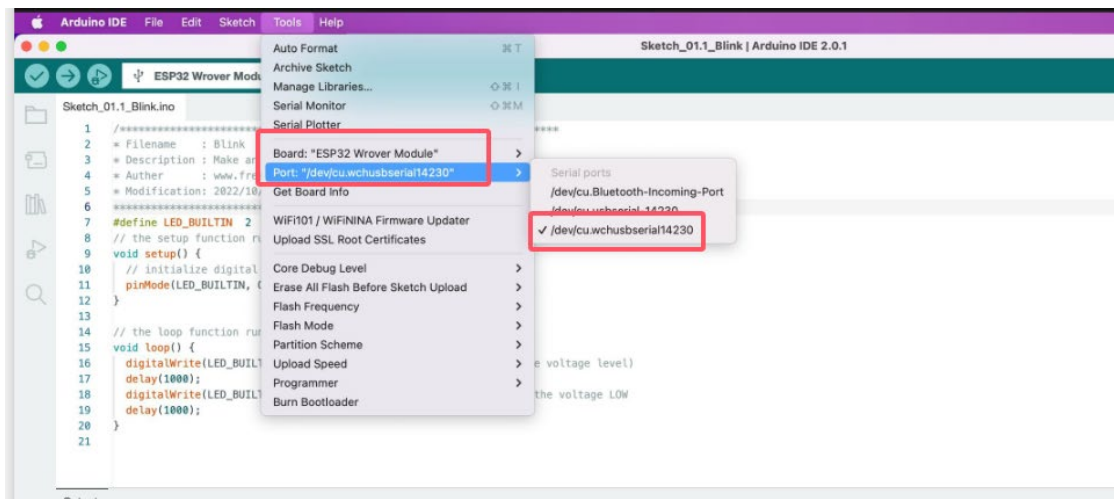 Arduino IDE File Edit Sketch Tools Help
Sketch_01.1_Blink | Arduino IDE 2.0.1
ESP32 Wrover
Sketch_01.1_Blink.ino
1 /************************
2 * Filename : Blink
3 * Description : Make an
4 * Auther : www.fre
5 * Modification: 2022/10/
6 ************************
7 #define LED_BUILTIN 2
8 // the setup function
9 void setup() {
10 // initialize digital
11 pinMode(LED_BUILTIN,
12 }
13
14 // the loop function
15 void loop() {
16 digitalWrite(LED_BUILT e voltage level)
17 delay(1000);
18 digitalWrite(LED_BUILT the voltage LOW
19 delay(1000);
20 }
21
Auto Format ⌘T
Archive Sketch
Manage Libraries... ⇧⌘I
Serial Monitor ⇧⌘M
Serial Plotter
Board: "ESP32 Wrover Module"
Port: "/dev/cu.wchusbserial14230"
Get Board Info
WiFi101 / WiFiNINA Firmware Updater
Upload SSL Root Certificates
Core Debug Level
Erase All Flash Before Sketch Upload
Flash Frequency
Flash Mode
Partition Scheme
Upload Speed
Programmer
Burn Bootloader
Serial ports
/dev/cu.Bluetooth-Incoming-Port
/dev/cu.usbserial-14230
✓ /dev/cu.wchusbserial14230